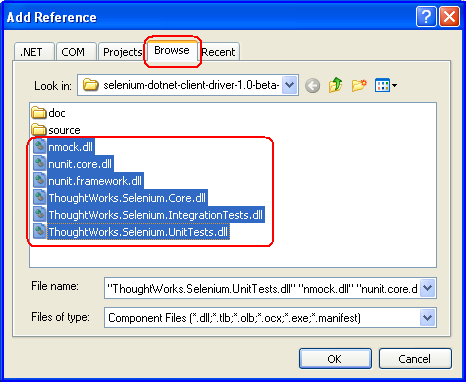 Add Reference
.NET COM Projects Browse Recent
Look in: selenium-dotnet-client-driver-1.0-beta-
doc
source
nmock.dll
nunit.core.dll
nunit.framework.dll
ThoughtWorks.Selenium.Core.dll
ThoughtWorks.Selenium.IntegrationTests.dll
ThoughtWorks.Selenium.UnitTests.dll
File name: "ThoughtWorks.Selenium.UnitTests.dll" "nmock.dll" "nunit.core.d
Files of type: Component Files (*.dll;*.tlb;*.olb;*.ocx;*.exe;*.manifest)
OK Cancel